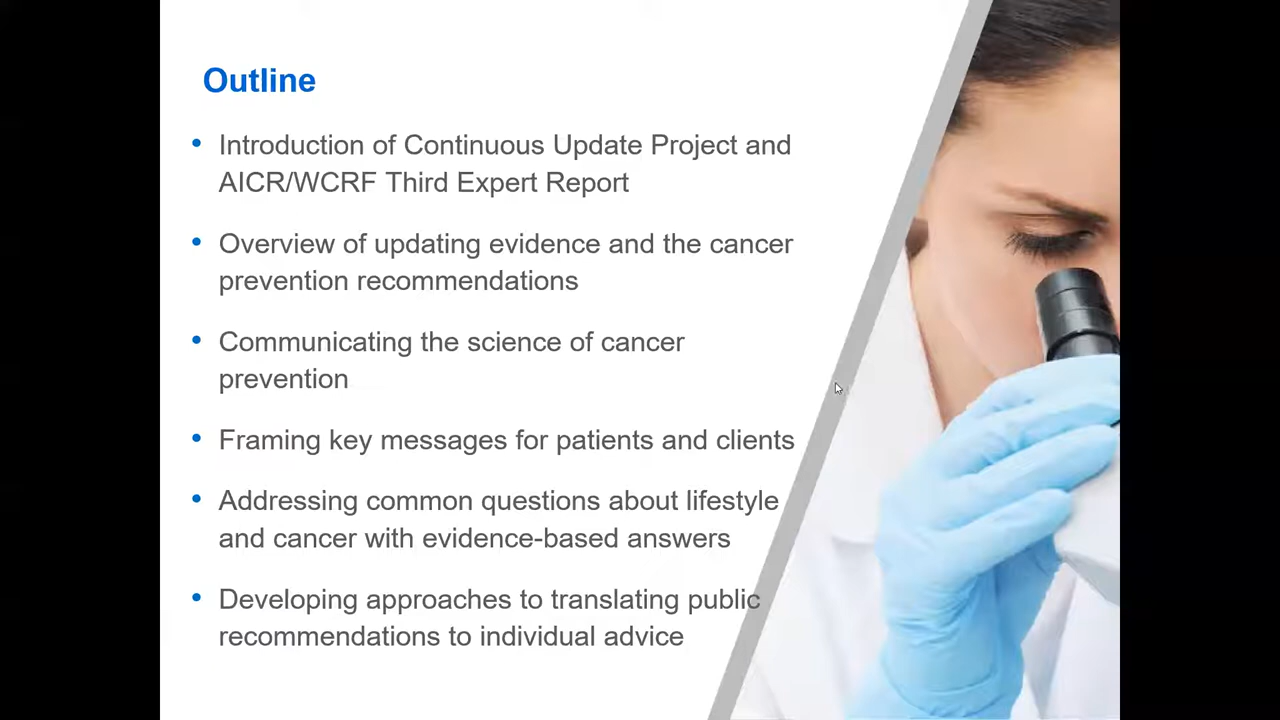 Outline
• Introduction of Continuous Update Project and
AICR/WCRF Third Expert Report
• Overview of updating evidence and the cancer
prevention recommendations
• Communicating the science of cancer
prevention
• Framing key messages for patients and clients
• Addressing common questions about lifestyle
and cancer with evidence-based answers
• Developing approaches to translating public
recommendations to individual advice